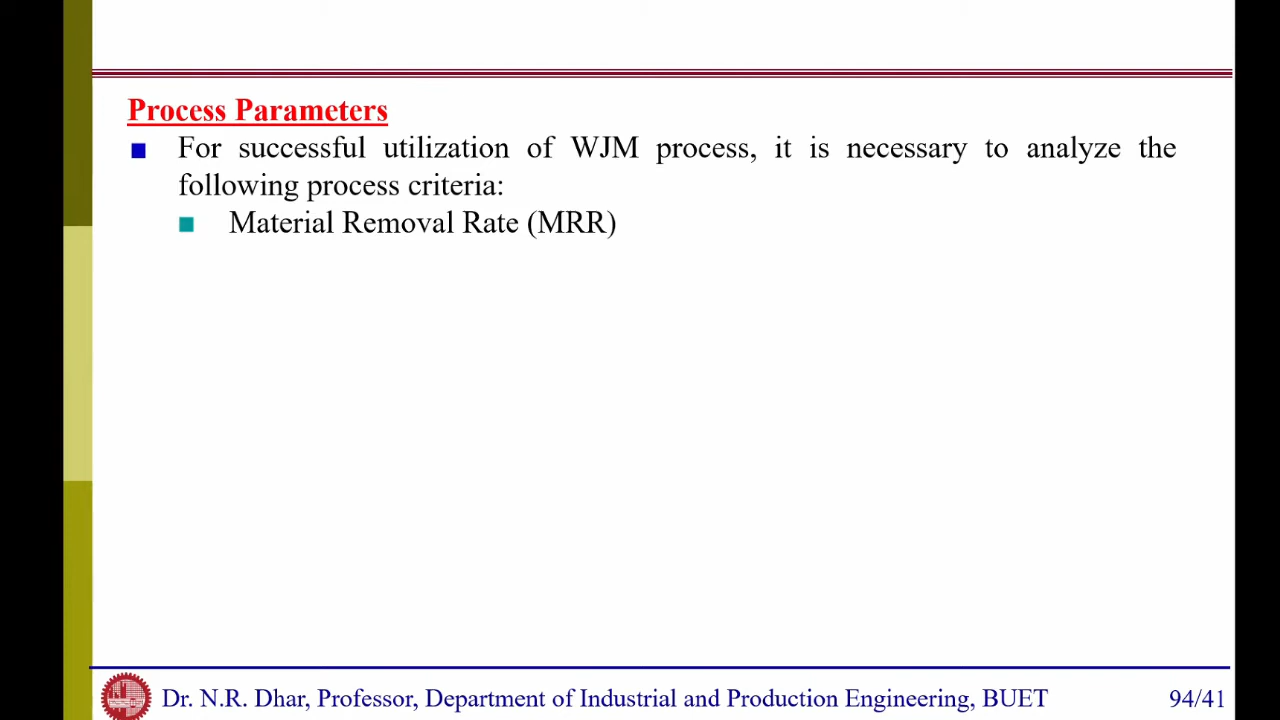 Process Parameters
For successful utilization of WJM process, it is necessary to analyze the
following process criteria:
Material Removal Rate (MRR)
Dr. N.R. Dhar, Professor, Department of Industrial and Production Engineering, BUET
94/41